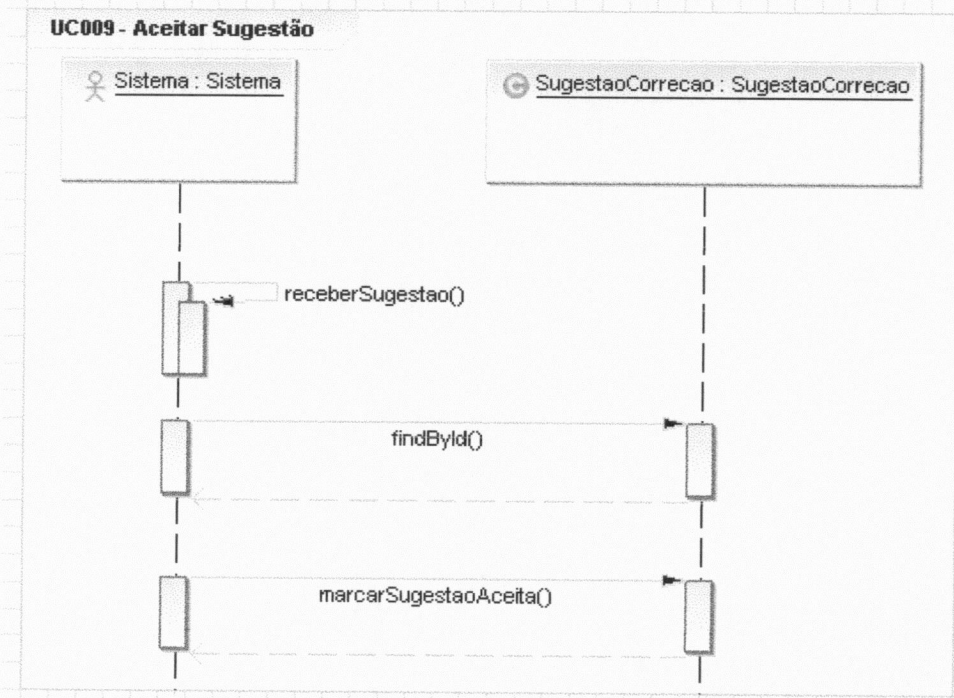 UC009 - Aceitar Sugestão
Sistema : Sistema
SugestaoCorrecao : SugestaoCorrecao
receberSugestao()
findById()
marcarSugestaoAceita()